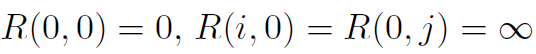 R(0, 0) = 0, R(i, 0) = R(0, j) = ∞